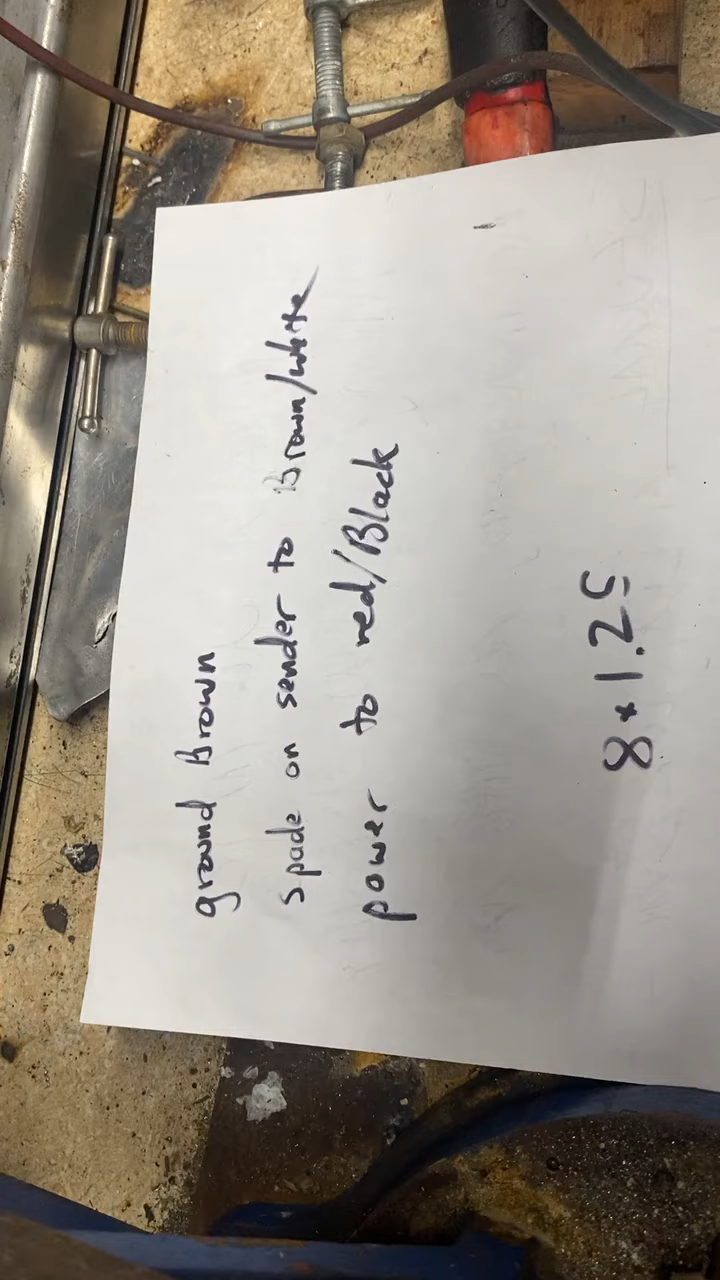 ground Brown
spade on sender to Brown/white
power to red/Black
8 * 1.25